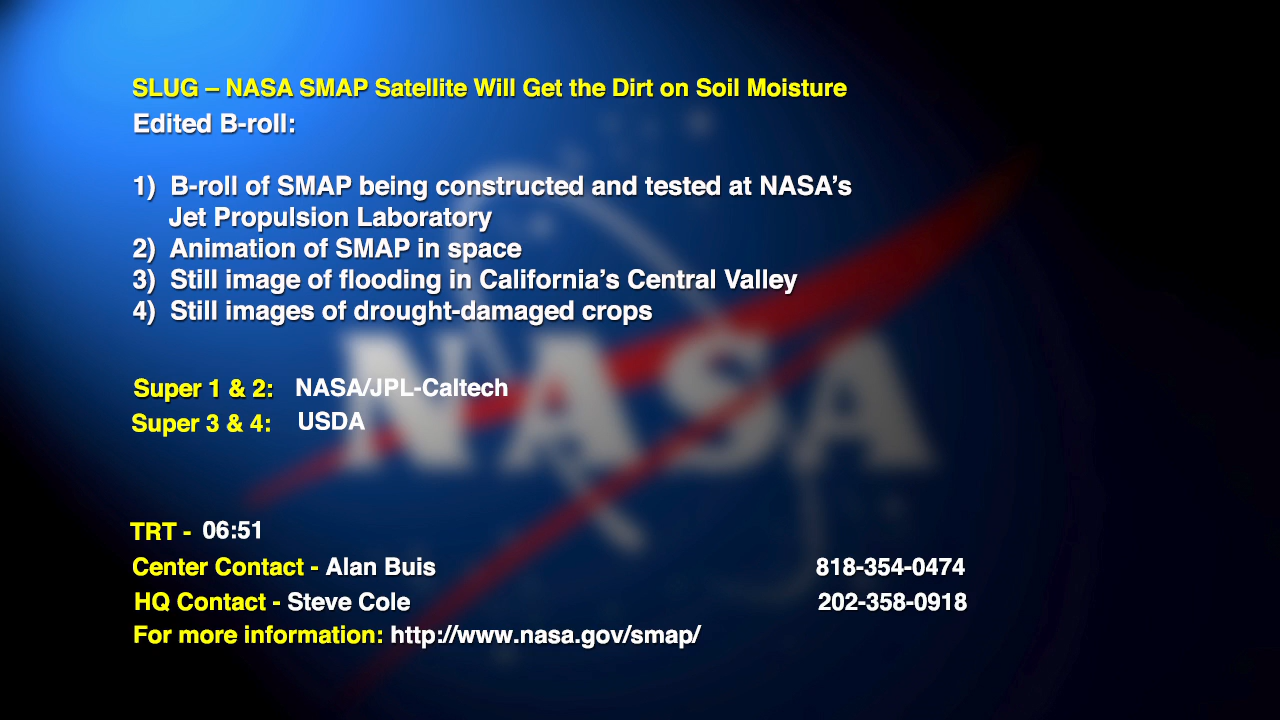 SLUG – NASA SMAP Satellite Will Get the Dirt on Soil Moisture
Edited B-roll:
1) B-roll of SMAP being constructed and tested at NASA’s
Jet Propulsion Laboratory
2) Animation of SMAP in space
3) Still image of flooding in California’s Central Valley
4) Still images of drought-damaged crops
NASA
Super 1 & 2: NASA/JPL-Caltech
Super 3 & 4: USDA
TRT - 06:51
Center Contact - Alan Buis 818-354-0474
HQ Contact - Steve Cole 202-358-0918
For more information: http://www.nasa.gov/smap/